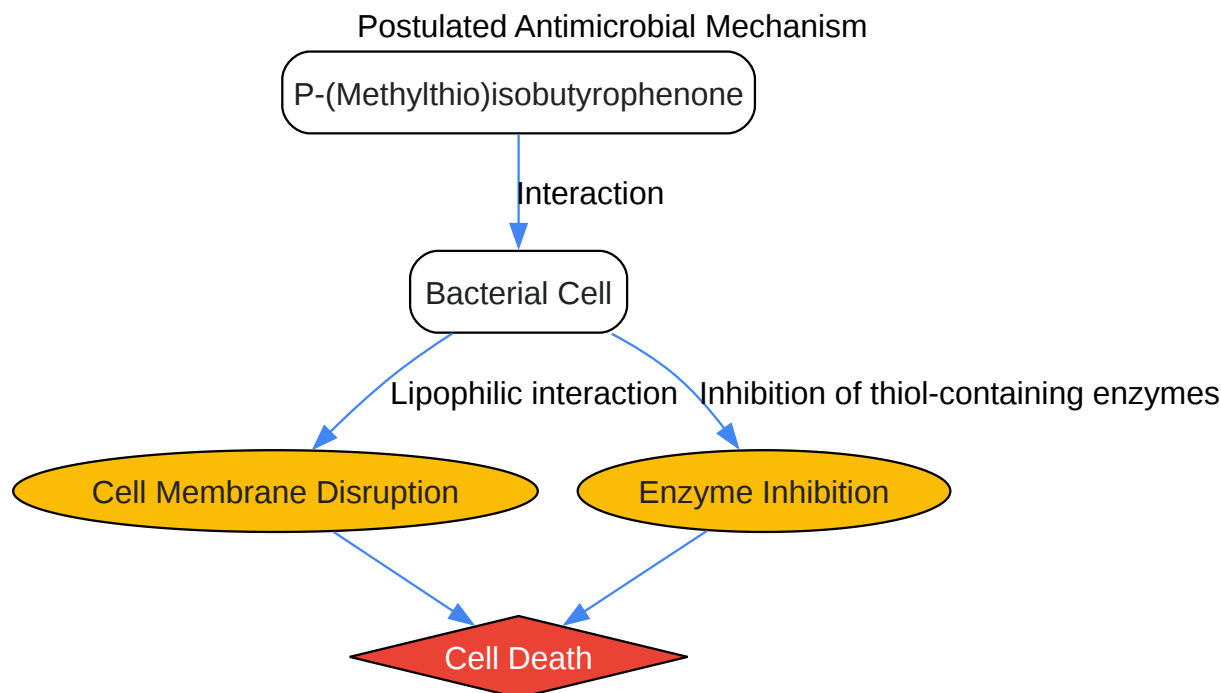 Postulated Antimicrobial Mechanism
P-(Methylthio)isobutyrophenone
Interaction
Bacterial Cell
Lipophilic interaction
Inhibition of thiol-containing enzymes
Cell Membrane Disruption
Enzyme Inhibition
Cell Death